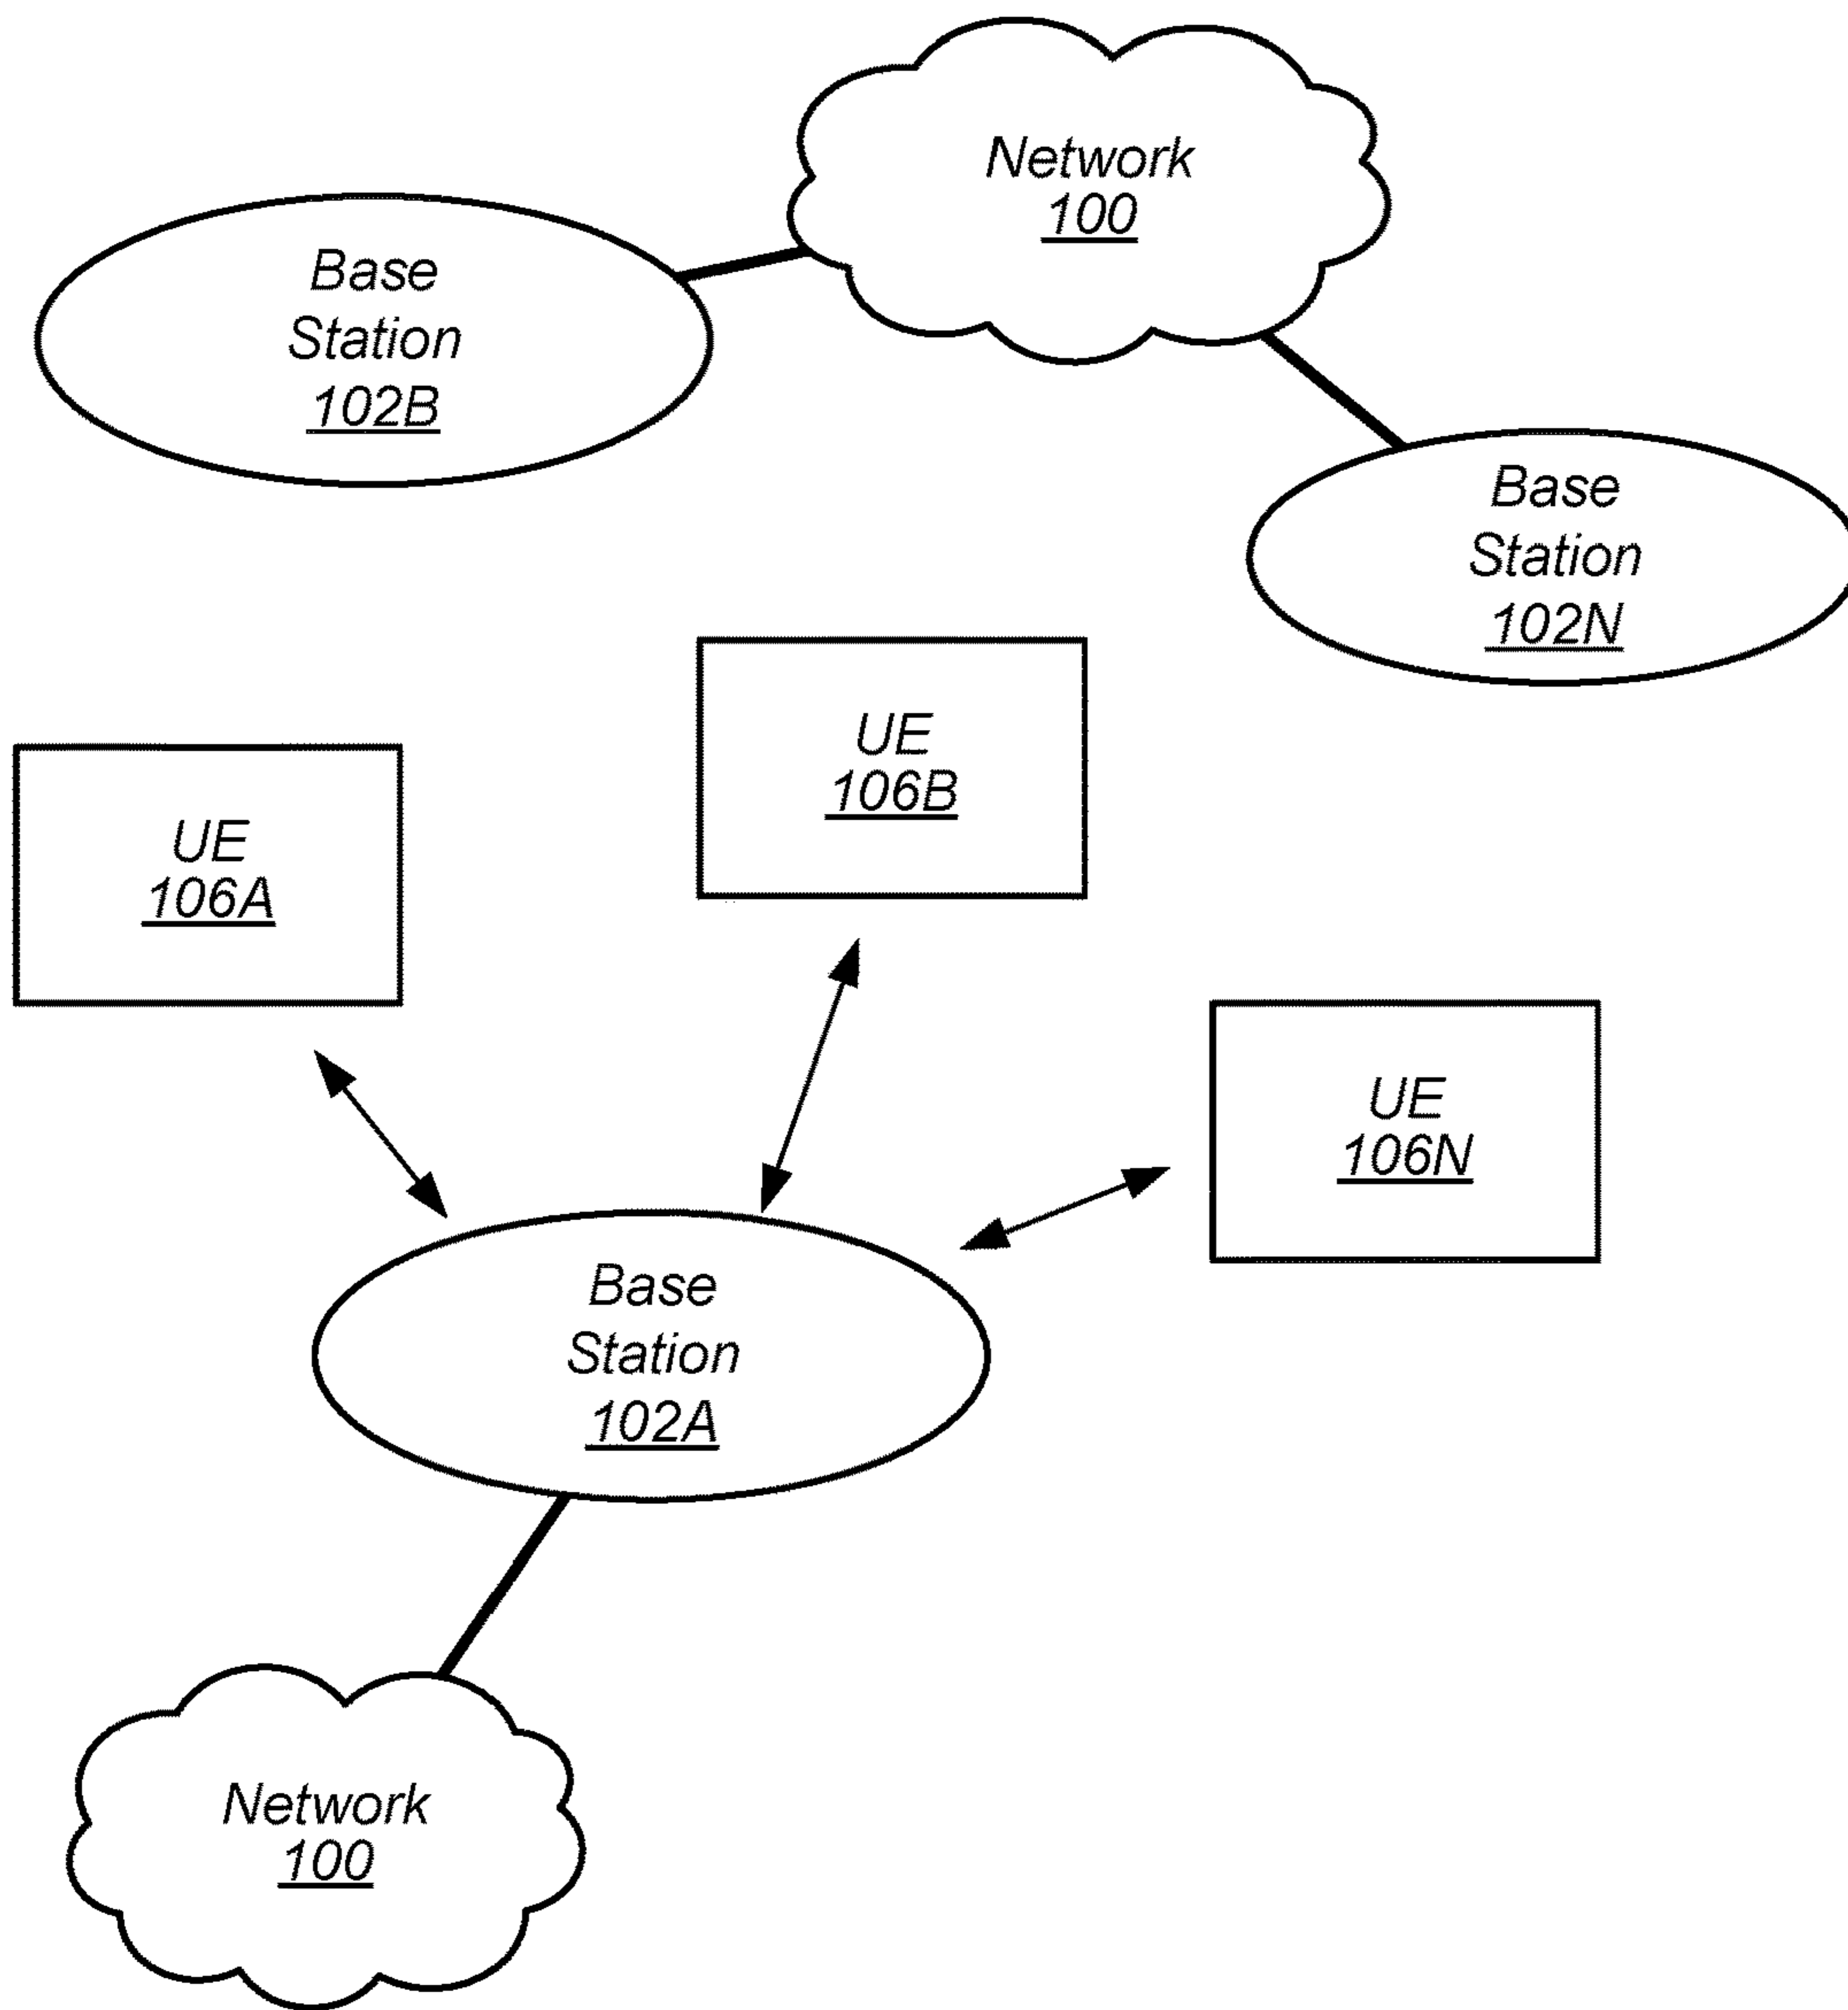 Network
100
Base
Station
102B
Base
Station
102N
UE
106B
UE
106A
UE
106N
Base
Station
102A
Network
100